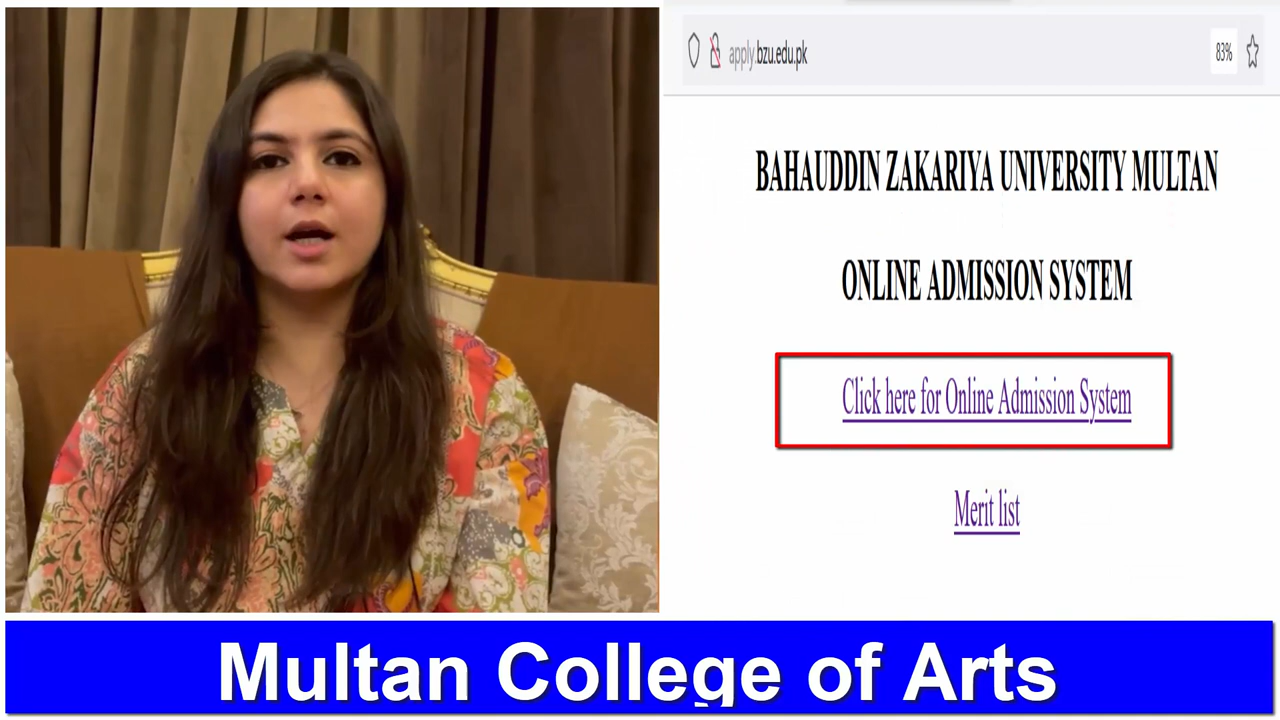 apply.bzu.edu.pk
83%
BAHAUDDIN ZAKARIYA UNIVERSITY MULTAN
ONLINE ADMISSION SYSTEM
Click here for Online Admission System
Merit list
Multan College of Arts